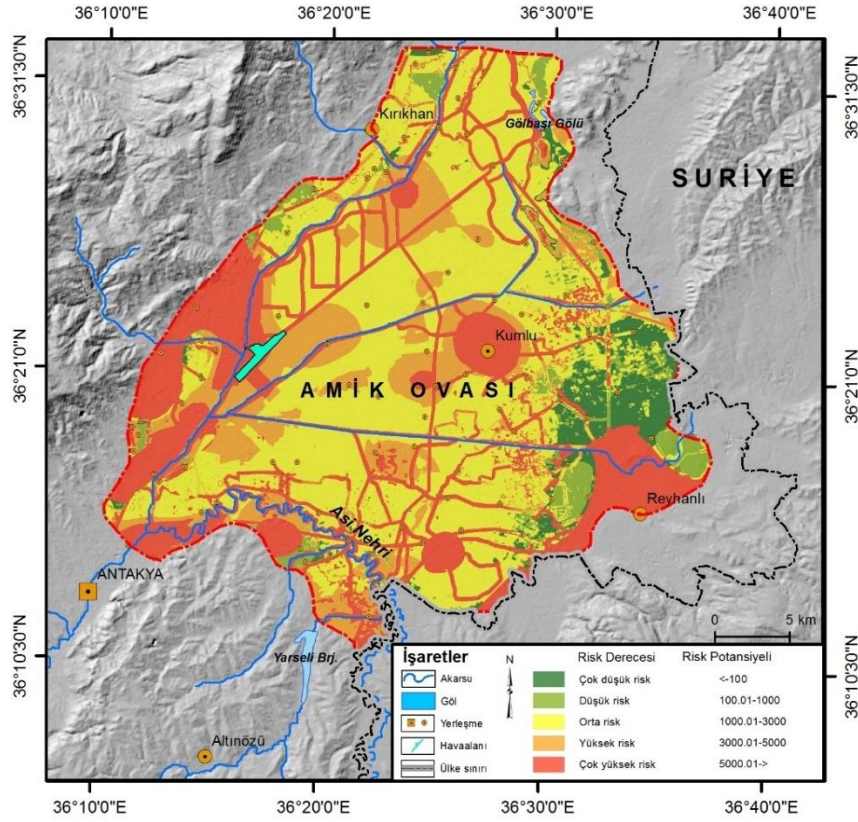 36°10'0"E 36°20'0"E 36°30'0"E 36°40'0"E
36°31'30"N
36°31'30"N
Kırıkhan
Gölbaşı Gölü
SURİYE
36°21'0"N
36°21'0"N
Kumlu
AMİK OVASI
Reyhanlı
Asi Nehri
ANTAKYA
0 5 km
36°10'30"N
36°10'30"N
Yarseli Brj.
Altınözü
İşaretler
N
Risk Derecesi Risk Potansiyeli
Akarsu
Çok düşük risk <-100
Göl
Düşük risk 100.01-1000
Yerleşme
Orta risk 1000.01-3000
Havaalanı
Yüksek risk 3000.01-5000
Ülke sınırı
Çok yüksek risk 5000.01->
36°10'0"E 36°20'0"E 36°30'0"E 36°40'0"E